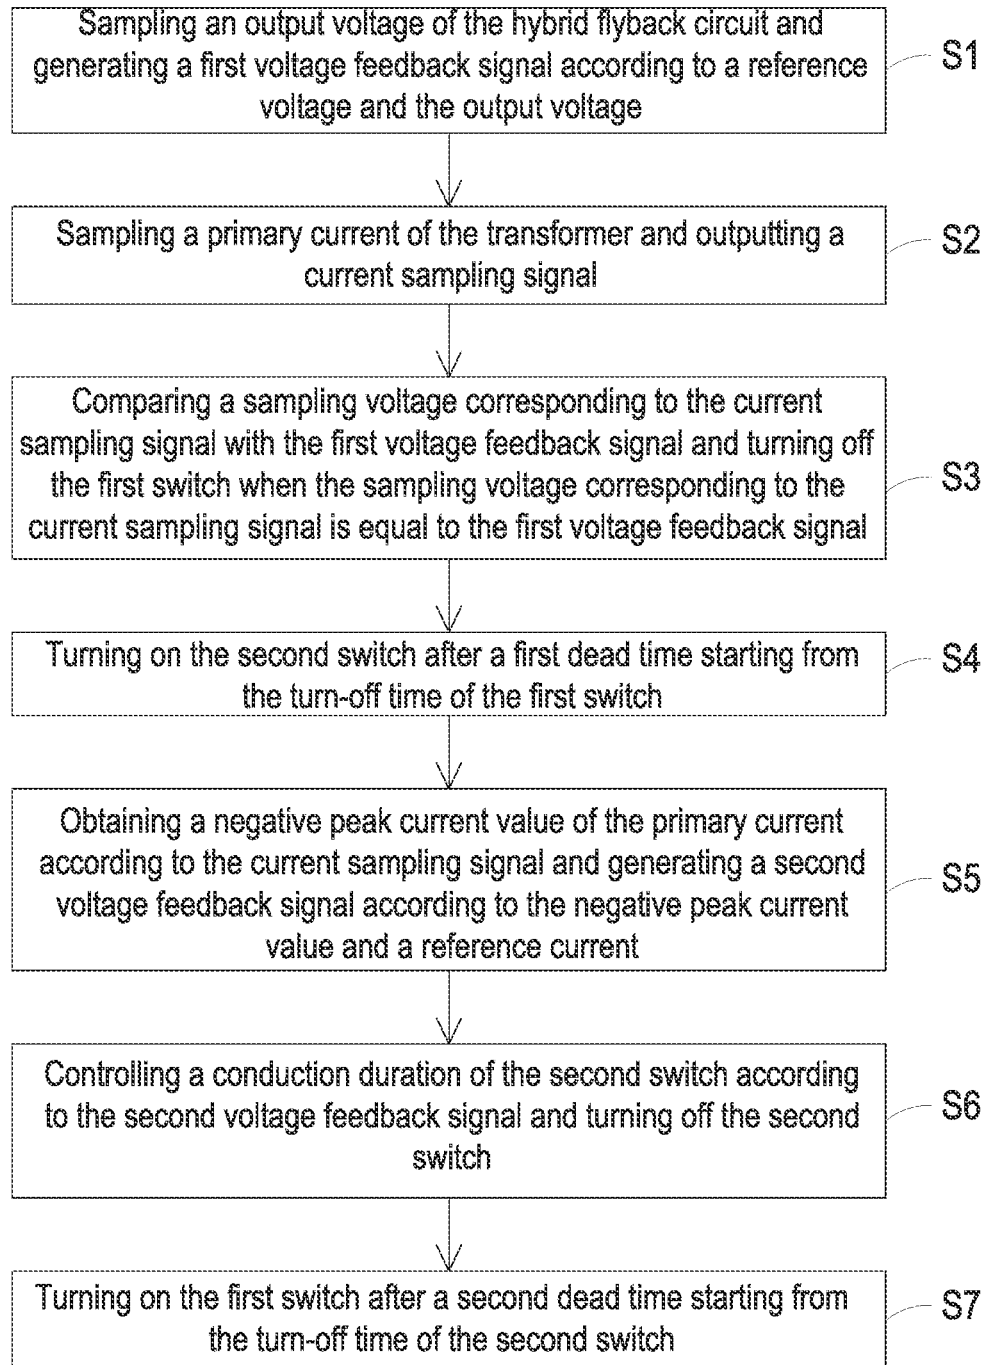 Sampling an output voltage of the hybrid flyback circuit and
generating a first voltage feedback signal according to a reference
voltage and the output voltage
S1
Sampling a primary current of the transformer and outputting a
current sampling signal
S2
Comparing a sampling voltage corresponding to the current
sampling signal with the first voltage feedback signal and turning off
the first switch when the sampling voltage corresponding to the
current sampling signal is equal to the first voltage feedback signal
S3
Turning on the second switch after a first dead time starting from
the turn-off time of the first switch
S4
Obtaining a negative peak current value of the primary current
according to the current sampling signal and generating a second
voltage feedback signal according to the negative peak current
value and a reference current
S5
Controlling a conduction duration of the second switch according
to the second voltage feedback signal and turning off the second
switch
S6
Turning on the first switch after a second dead time starting from
the turn-off time of the second switch
S7